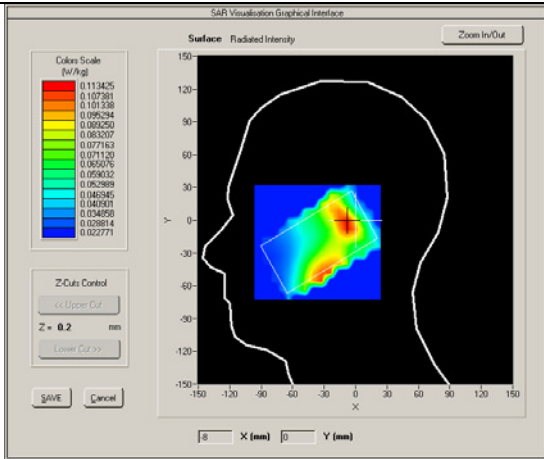 SAR Visualisation Graphical Interface
Surface Radiated Intensity
Zoom In/Out
Colors Scale
(W/kg)
0.113425
0.107381
0.101338
0.095294
0.089250
0.083207
0.077163
0.071120
0.065076
0.059032
0.052989
0.046945
0.040901
0.034858
0.028814
0.022771
Z-Cuts Control
<< Upper Cut
Z = 0.2 mm
Lower Cut >>
SAVE Cancel
150
120
90
60
30
0
-30
-60
-90
-120
-150
Y
-150 -120 -90 -60 -30 0 30 60 90 120 150
X
-8 X (mm) 0 Y (mm)